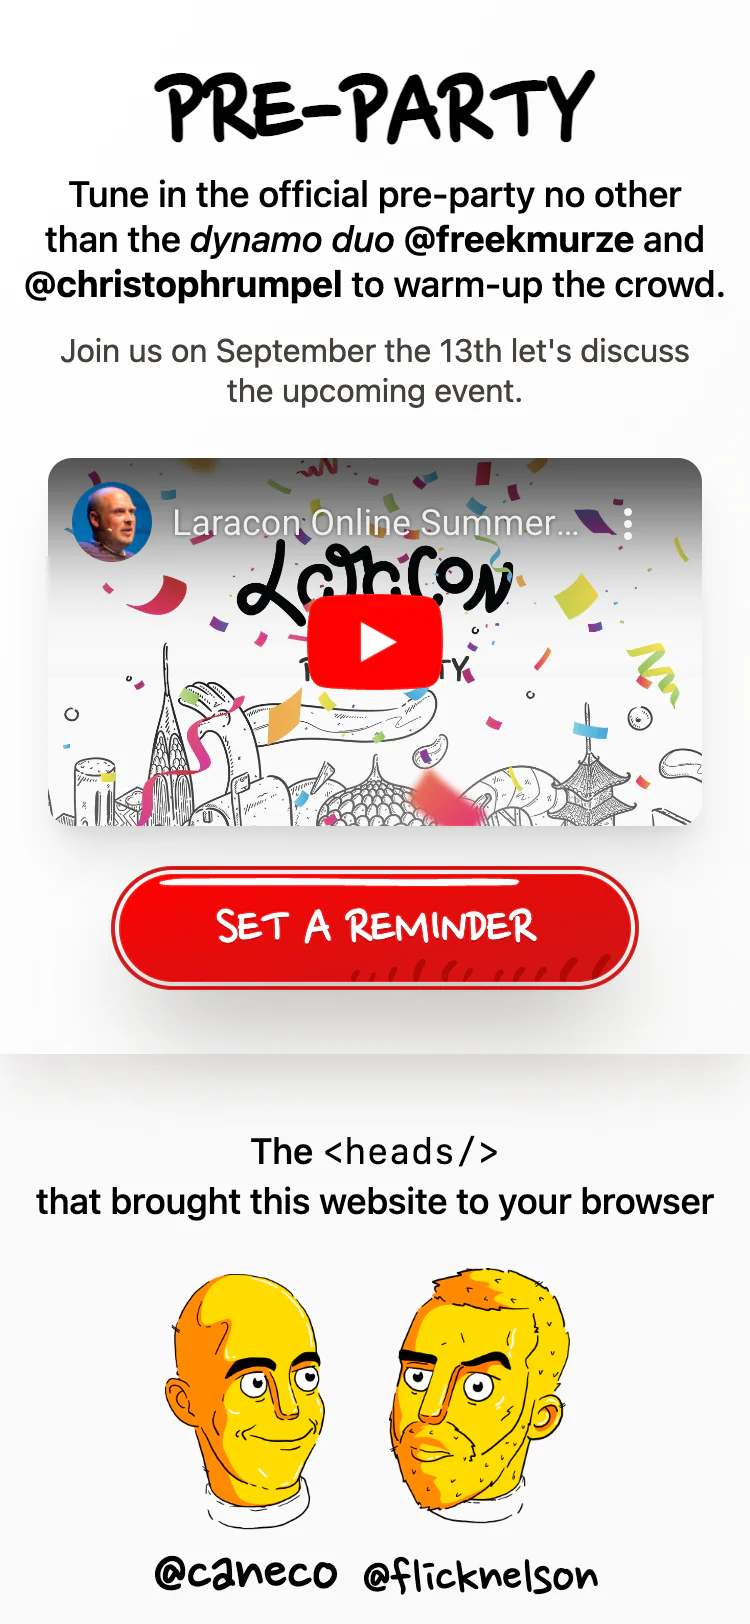 PRE-PARTY
Tune in the official pre-party no other
than the dynamo duo @freekmurze and
@christophrumpel to warm-up the crowd.
Join us on September the 13th let's discuss
the upcoming event.
Laracon Online Summer...
Laracon
SET A REMINDER
The <heads/>
that brought this website to your browser
@caneco @flicknelson